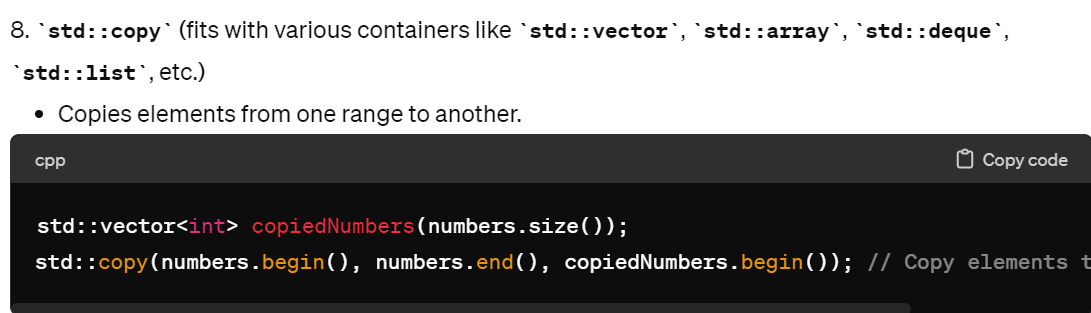 8. `std::copy` (fits with various containers like `std::vector`, `std::array`, `std::deque`,
`std::list`, etc.)
• Copies elements from one range to another.
cpp Copy code
std::vector<int> copiedNumbers(numbers.size());
std::copy(numbers.begin(), numbers.end(), copiedNumbers.begin()); // Copy elements t